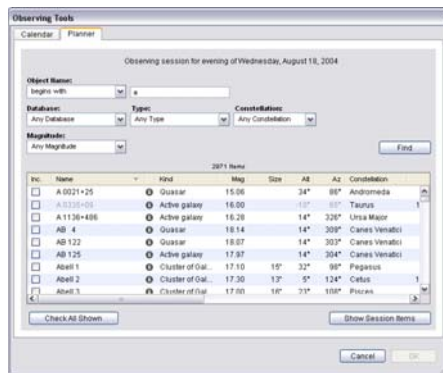 Observing Tools
Calendar Planner
Observing session for evening of Wednesday, August 18, 2004
Object Name:
begins with a
Database: Type: Constellation:
Any Database Any Type Any Constellation
Magnitude:
Any Magnitude Find
2871 Items
Inc. Name Kind Mag Size Alt Az Constellation
A 0021+25 Quasar 15.06 34° 86° Andromeda
Active galaxy 16.00 Taurus 1
A 1136+486 Active galaxy 16.28 14° 326° Ursa Major
AB 4 Quasar 18.14 14° 309° Canes Venatici
AB 122 Quasar 18.07 14° 303° Canes Venatici
AB 125 Active galaxy 17.97 14° 304° Canes Venatici
Abell 1 Cluster of Gal... 17.10 15" 32° 98° Pegasus
Abell 2 Cluster of Gal... 17.30 13" 5° 124° Cetus 1
Abell 3 Cluster of Gal... 17.00 16" 23° 108° Pisces
Check All Shown Show Session Items
Cancel OK